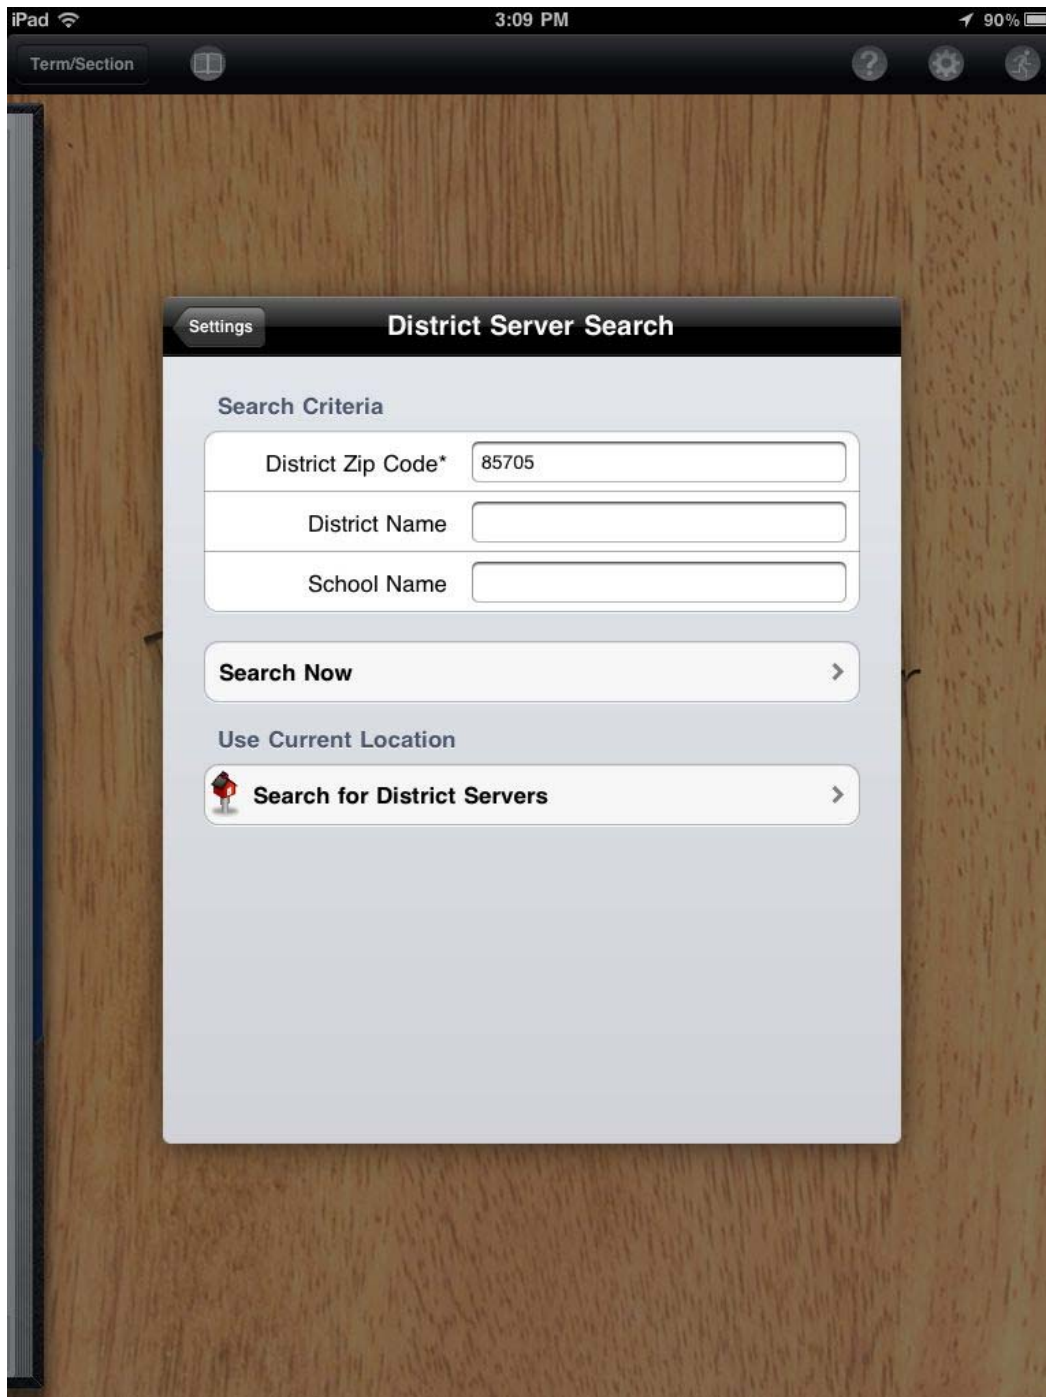 iPad 3:09 PM 90%
Term/Section ?
Settings District Server Search
Search Criteria
District Zip Code* 85705
District Name
School Name
Search Now
Use Current Location
Search for District Servers